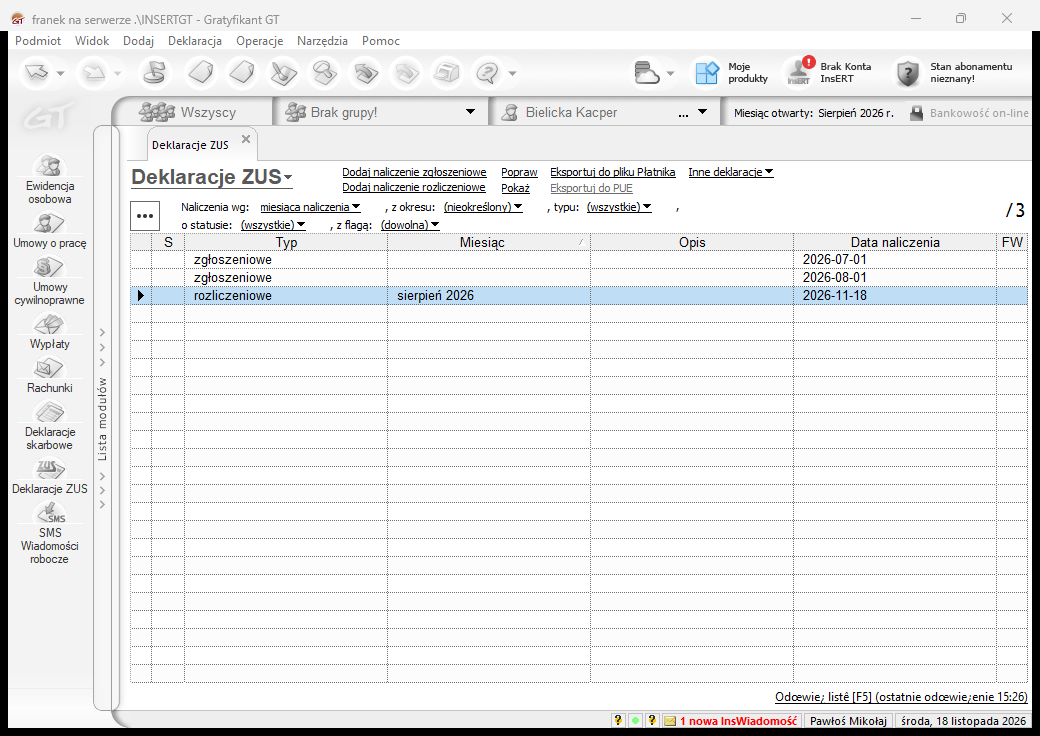 franek na serwerze .\INSERTGT - Gratyfikant GT
Podmiot Widok Dodaj Deklaracja Operacje Narzędzia Pomoc
Moje produkty
Brak Konta InsERT
Stan abonamentu nieznany!
Wszyscy Brak grupy! Bielicka Kacper ... Miesiąc otwarty: Sierpień 2026 r. Bankowość on-line
Deklaracje ZUS
Deklaracje ZUS
Dodaj naliczenie zgłoszeniowe Popraw Eksportuj do pliku Płatnika Inne deklaracje
Dodaj naliczenie rozliczeniowe Pokaż Eksportuj do PUE
... Naliczenia wg: miesiąca naliczenia , z okresu: (nieokreślony) , typu: (wszystkie) ,
o statusie: (wszystkie) , z flagą: (dowolna)
/ 3
S Typ Miesiąc Opis Data naliczenia FW
zgłoszeniowe 2026-07-01
zgłoszeniowe 2026-08-01
rozliczeniowe sierpień 2026 2026-11-18
GT
Ewidencja
osobowa
Umowy o pracę
Umowy
cywilnoprawne
Wypłaty
Rachunki
Deklaracje
skarbowe
Deklaracje ZUS
SMS
Wiadomości
robocze
Lista modułów
Odœwie¿ listê [F5] (ostatnie odœwie¿enie 15:26)
1 nowa InsWiadomość Pawłoś Mikołaj środa, 18 listopada 2026